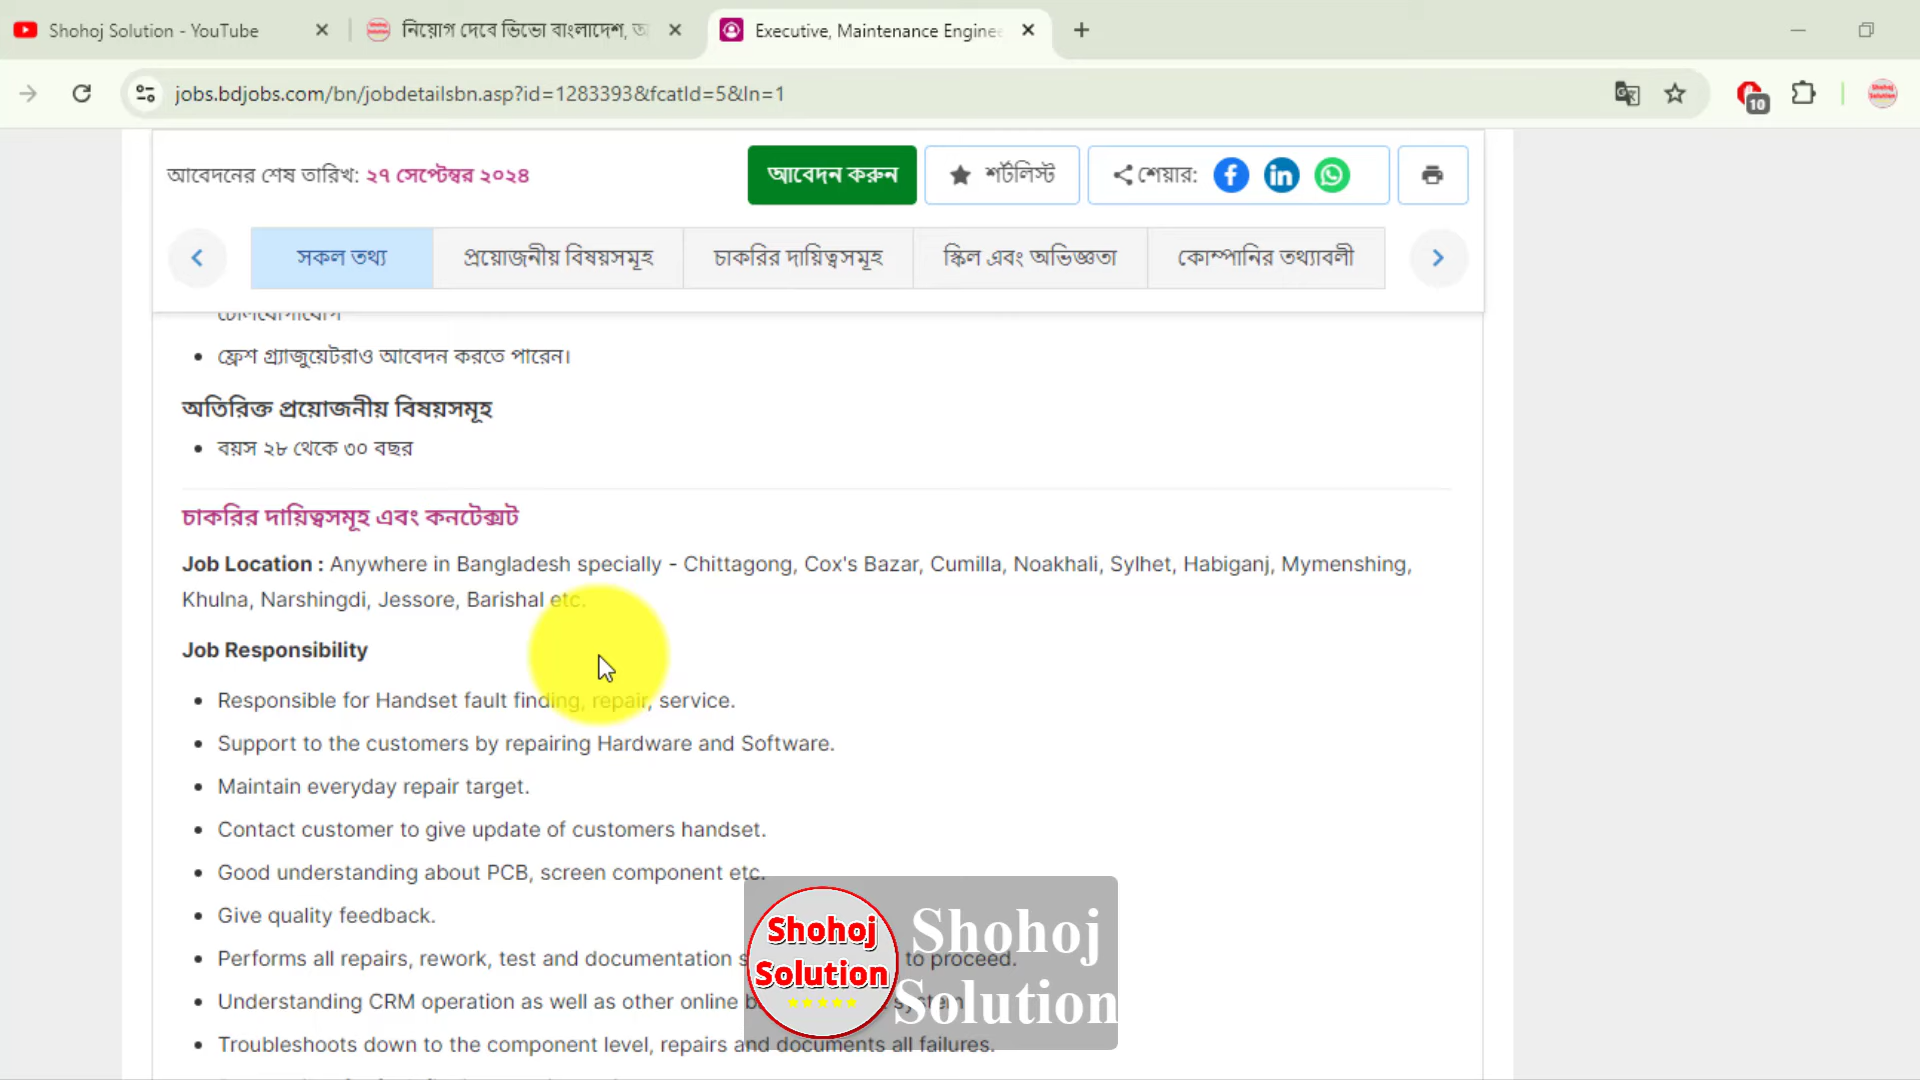 Shohoj Solution - YouTube
নিয়োগ দেবে ভিভো বাংলাদেশ,
Executive, Maintenance Enginee
jobs.bdjobs.com/bn/jobdetailsbn.asp?id=1283393&fcatId=5&ln=1
10
Shohoj
Solution
আবেদনের শেষ তারিখ: ২৭ সেপ্টেম্বর ২০২৪
আবেদন করুন
শর্টলিস্ট
শেয়ার:
সকল তথ্য
প্রয়োজনীয় বিষয়সমূহ
চাকরির দায়িত্বসমূহ
স্কিল এবং অভিজ্ঞতা
কোম্পানির তথ্যাবলী
ফ্রেশ গ্র্যাজুয়েটরাও আবেদন করতে পারেন।
অতিরিক্ত প্রয়োজনীয় বিষয়সমূহ
বয়স ২৮ থেকে ৩০ বছর
চাকরির দায়িত্বসমূহ এবং কনটেক্সট
Job Location : Anywhere in Bangladesh specially - Chittagong, Cox's Bazar, Cumilla, Noakhali, Sylhet, Habiganj, Mymenshing,
Khulna, Narshingdi, Jessore, Barishal etc.
Job Responsibility
Responsible for Handset fault finding, repair, service.
Support to the customers by repairing Hardware and Software.
Maintain everyday repair target.
Contact customer to give update of customers handset.
Good understanding about PCB, screen component etc.
Give quality feedback.
Performs all repairs, rework, test and documentation to proceed.
Understanding CRM operation as well as other online
Troubleshoots down to the component level, repairs and documents all failures.
Shohoj
Solution
Shohoj
Solution